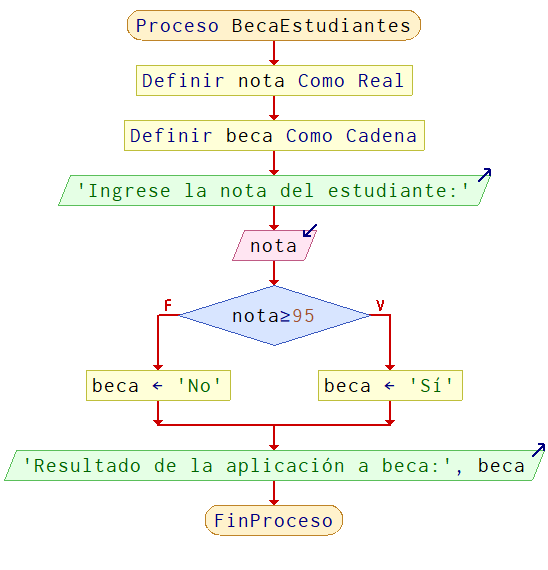 Proceso BecaEstudiantes
Definir nota Como Real
Definir beca Como Cadena
'Ingrese la nota del estudiante:'
nota
F
V
nota≥95
beca ← 'No'
beca ← 'Sí'
'Resultado de la aplicación a beca:', beca
FinProceso